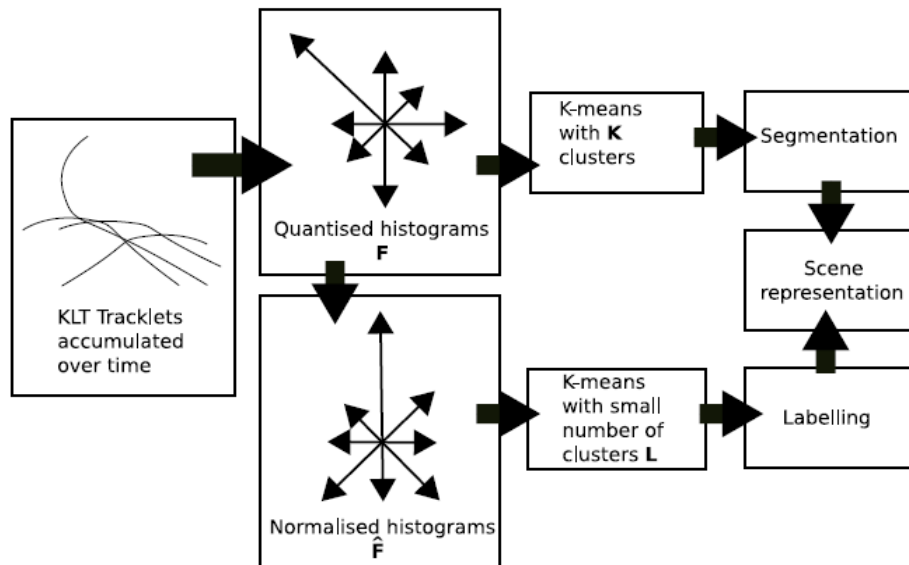 KLT Tracklets
accumulated
over time
Quantised histograms
F
K-means
with K
clusters
Segmentation
Scene
representation
Normalised histograms
F̂
K-means
with small
number of
clusters L
Labelling